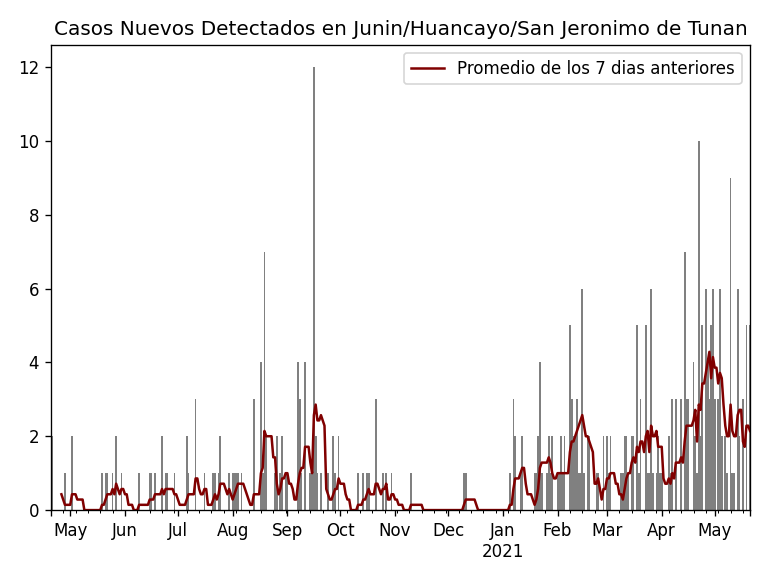 Casos Nuevos Detectados en Junin/Huancayo/San Jeronimo de Tunan
Promedio de los 7 dias anteriores
12
10
8
6
4
2
0
May Jun Jul Aug Sep Oct Nov Dec Jan Feb Mar Apr May
2021